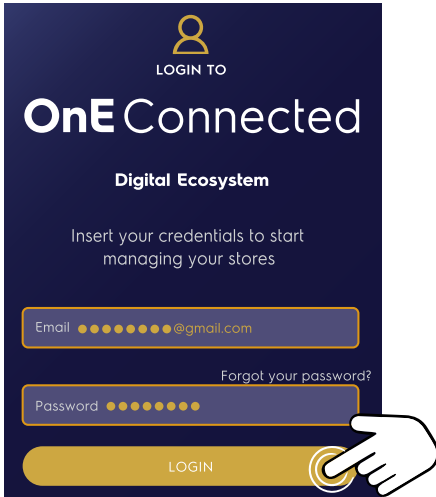 LOGIN TO
OnE Connected
Digital Ecosystem
Insert your credentials to start
managing your stores
Email ●●●●●●●●@gmail.com
Forgot your password?
Password ●●●●●●●●
LOGIN